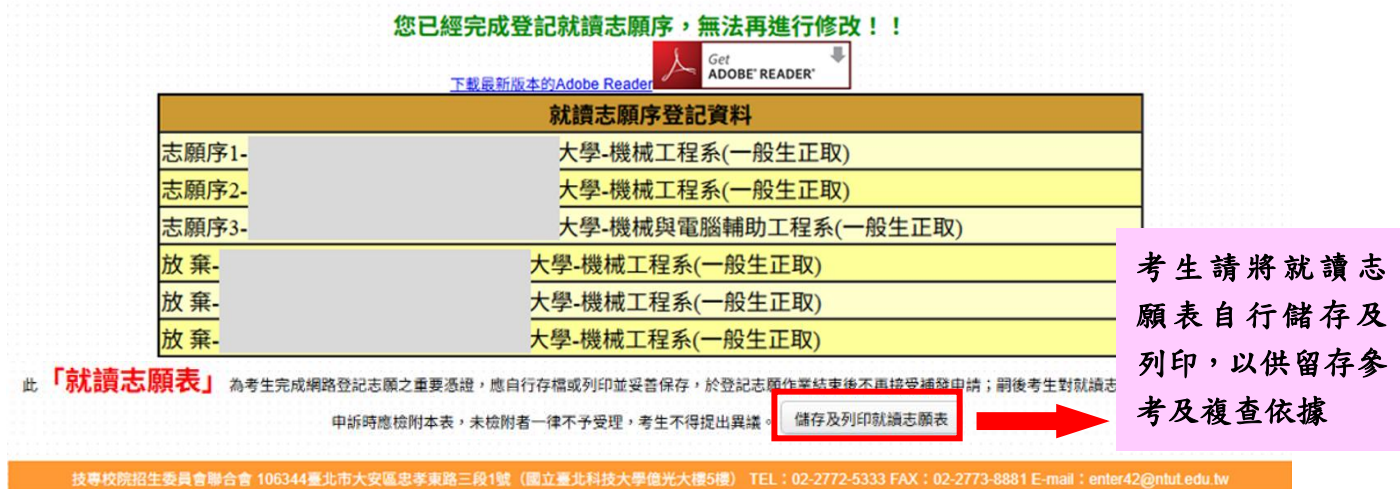 您已經完成登記就讀志願序，無法再進行修改！！
下載最新版本的Adobe Reader
Get
ADOBE® READER®
就讀志願序登記資料
志願序1- 大學-機械工程系(一般生正取)
志願序2- 大學-機械工程系(一般生正取)
志願序3- 大學-機械與電腦輔助工程系(一般生正取)
放 棄- 大學-機械工程系(一般生正取)
放 棄- 大學-機械工程系(一般生正取)
放 棄- 大學-機械工程系(一般生正取)
此「就讀志願表」為考生完成網路登記志願之重要憑證，應自行存檔或列印並妥善保存，於登記志願作業結束後不再接受補發申請；嗣後考生對就讀志
申訴時應檢附本表，未檢附者一律不予受理，考生不得提出異議。 儲存及列印就讀志願表
考生請將就讀志
願表自行儲存及
列印，以供留存參
考及複查依據
技專校院招生委員會聯合會 106344臺北市大安區忠孝東路三段1號（國立臺北科技大學億光大樓5樓） TEL：02-2772-5333 FAX：02-2773-8881 E-mail：enter42@ntut.edu.tw